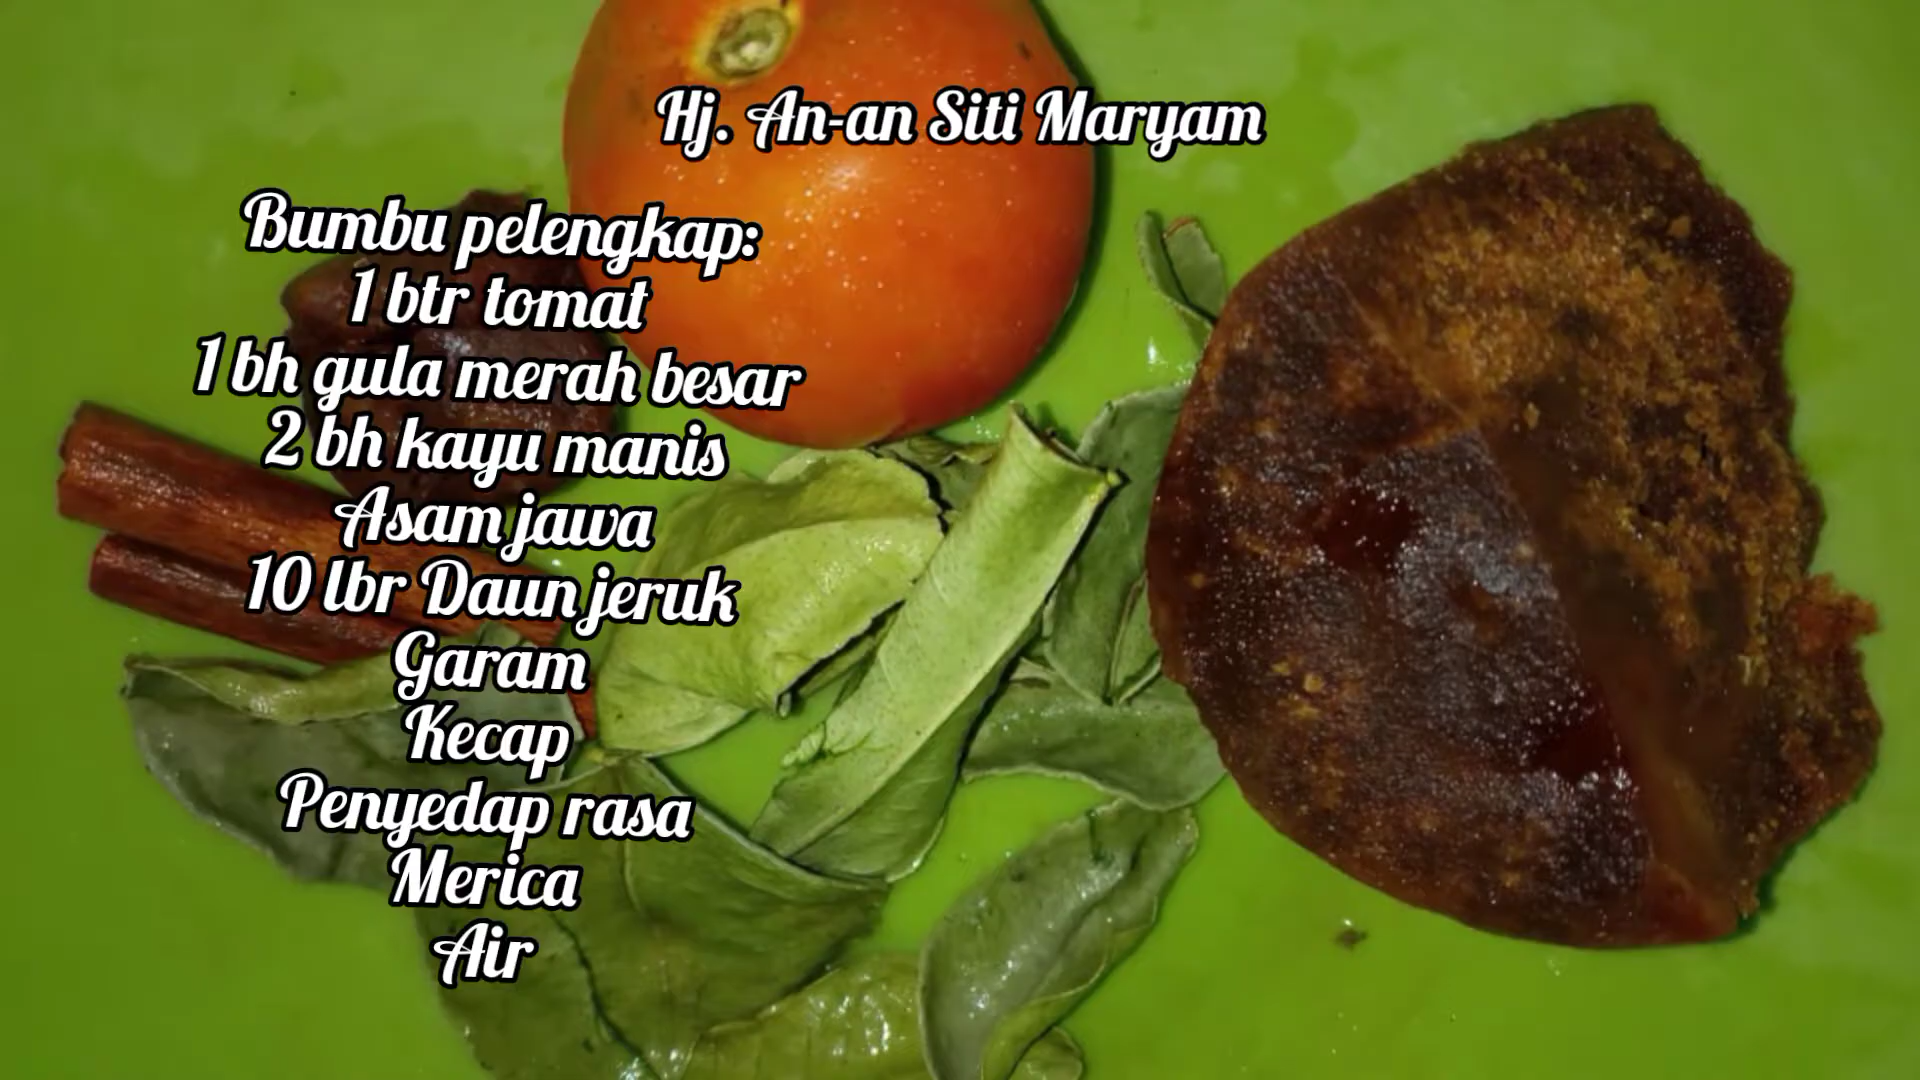 Hj. An-an Siti Maryam
Bumbu pelengkap:
1 btr tomat
1 bh gula merah besar
2 bh kayu manis
Asam jawa
10 lbr Daun jeruk
Garam
Kecap
Penyedap rasa
Merica
Air